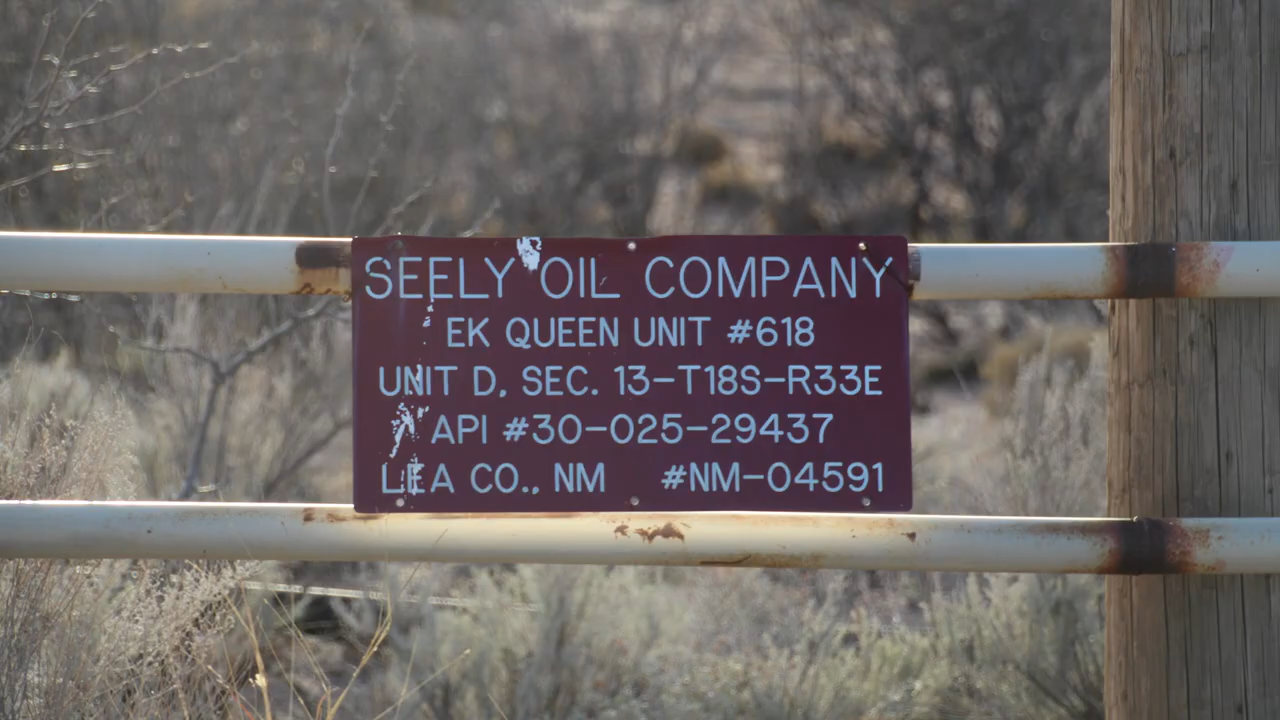 SEELY OIL COMPANY
EK QUEEN UNIT #618
UNIT D, SEC. 13-T18S-R33E
API #30-025-29437
LEA CO., NM #NM-04591